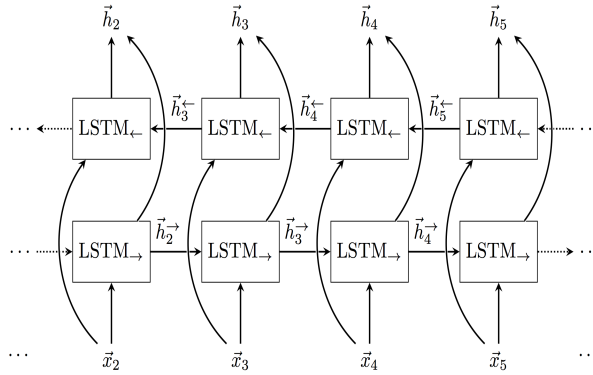 h⃗₂ h⃗₃ h⃗₄ h⃗₅
h⃗₃← h⃗₄← h⃗₅←
··· LSTM← LSTM← LSTM← LSTM← ··
h⃗₂→ h⃗₃→ h⃗₄→
··· LSTM→ LSTM→ LSTM→ LSTM→ ··
··· x⃗₂ x⃗₃ x⃗₄ x⃗₅ ··